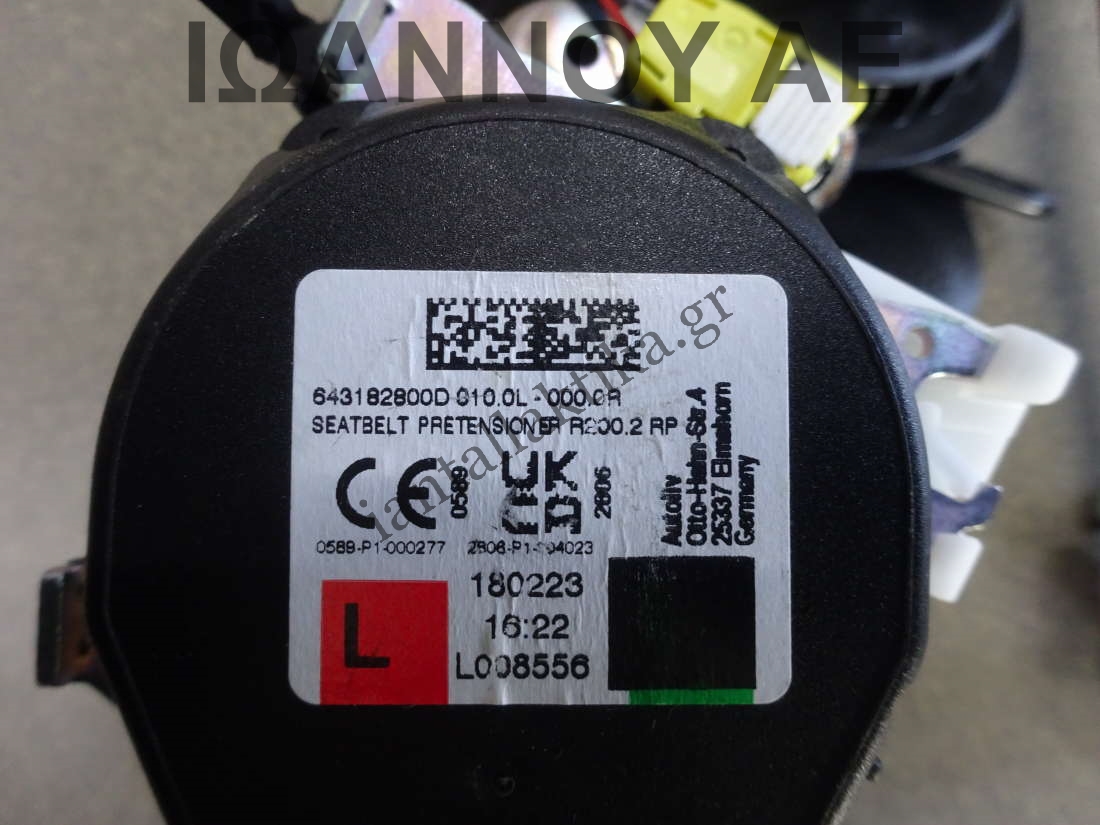 ΙΩΑΝΝΟΥ ΑΕ
iantallaktika.gr
643182800D 010.0L - 000.0R
SEATBELT PRETENSIONER R200.2 RP
CE 0589
UK CA 2806
0589-P1-000277 2806-P1-004023
Autoliv
Otto-Hahn-Str.4
25337 Elmshorn
Germany
L
180223
16:22
L008556